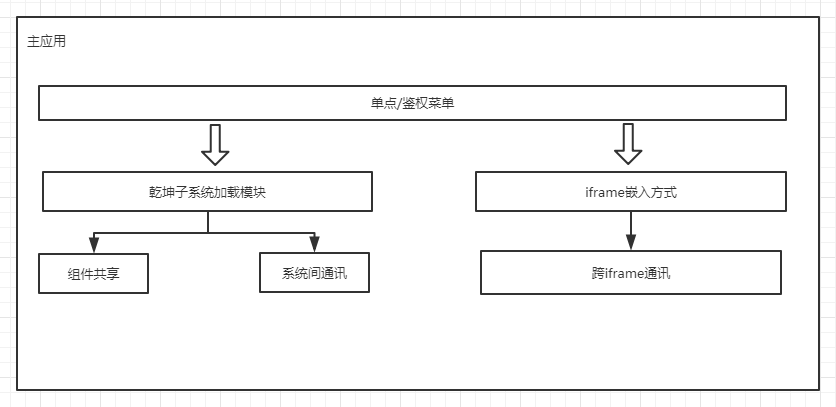 主应用
单点/鉴权菜单
乾坤子系统加载模块
iframe嵌入方式
组件共享
系统间通讯
跨iframe通讯